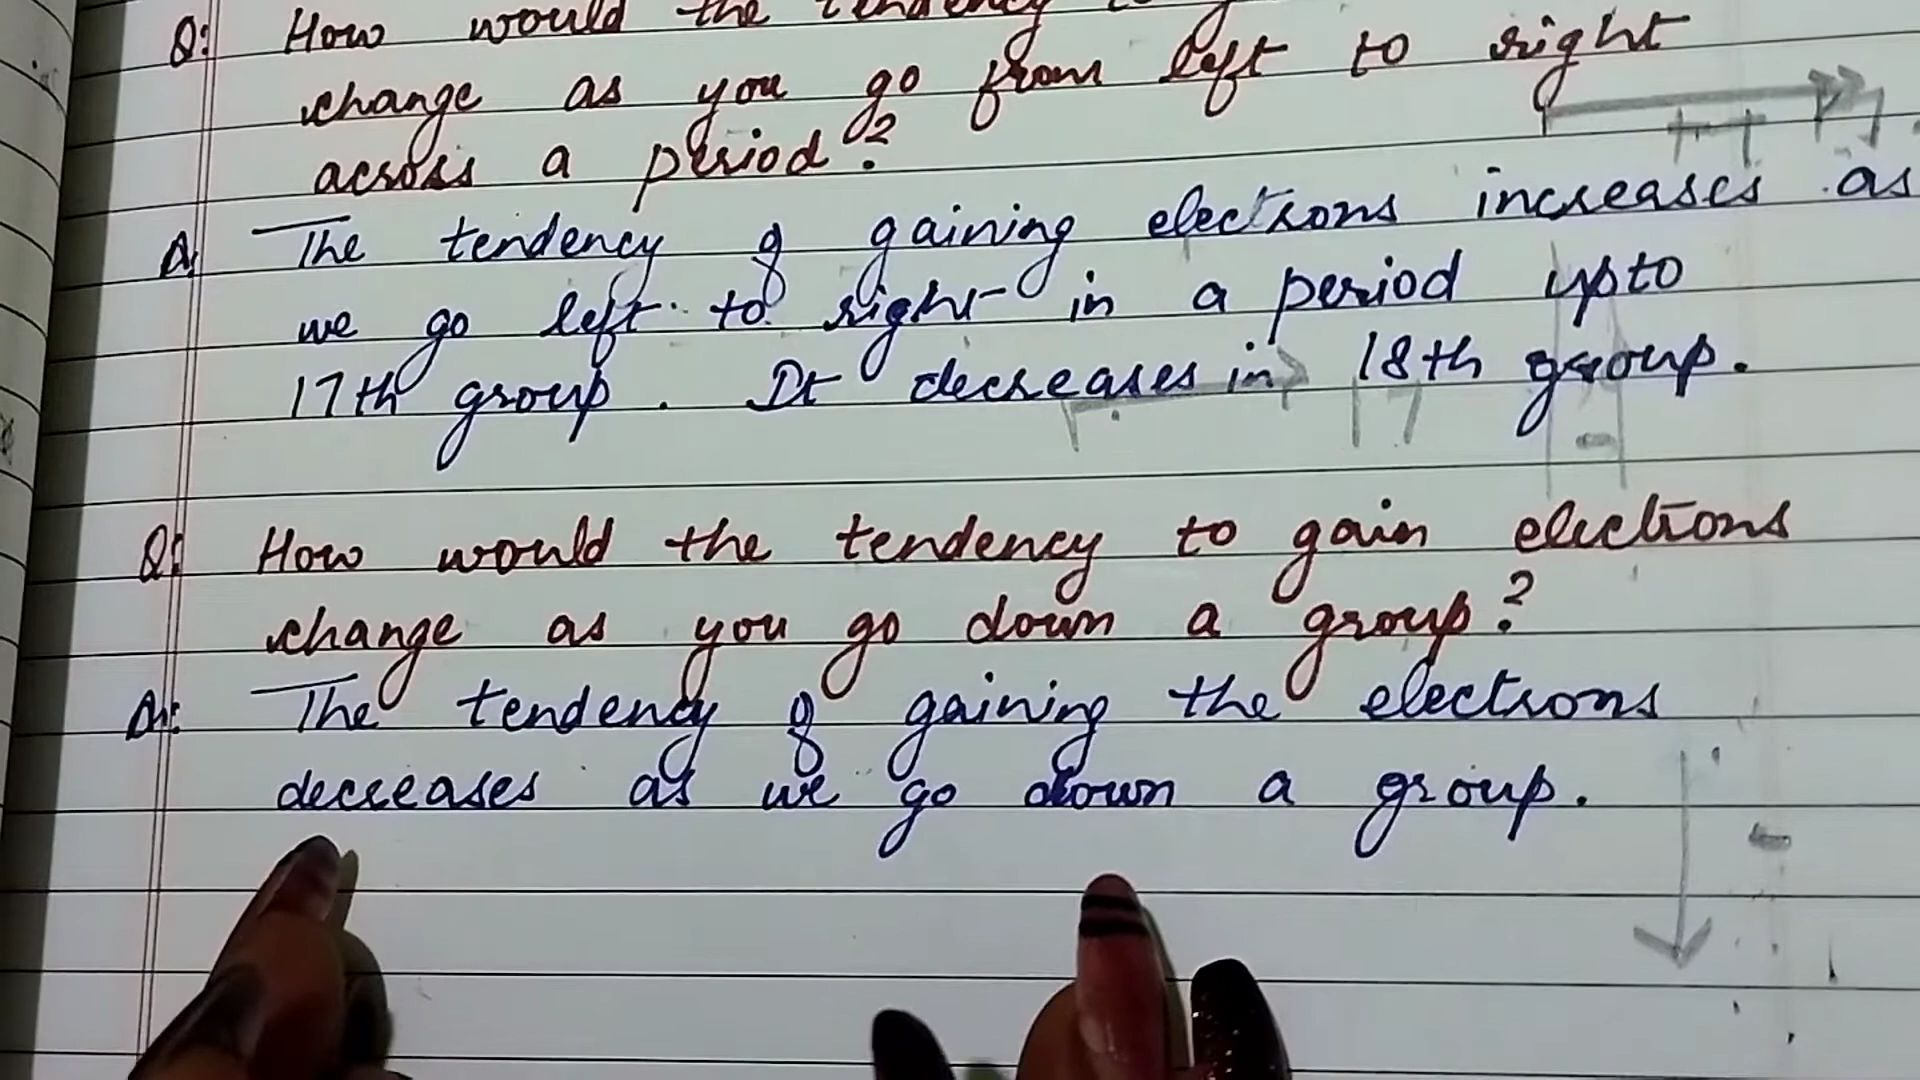 Q: How would the tendency to
change as you go from left to right
across a period?
A: The tendency of gaining electrons increases as
we go left to right in a period upto
17th group. It decreases in 18th group.
17
Q: How would the tendency to gain electrons
change as you go down a group?
A: The tendency of gaining the electrons
decreases as we go down a group.